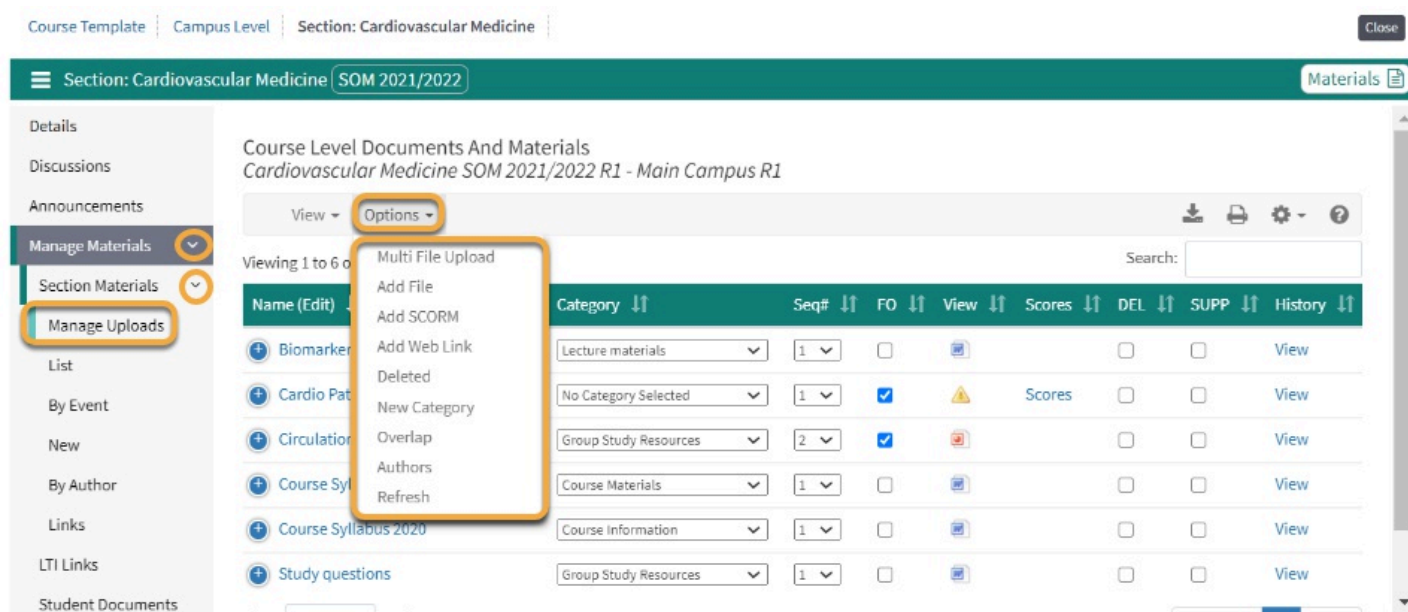 Course Template Campus Level Section: Cardiovascular Medicine Close
Section: Cardiovascular Medicine SOM 2021/2022 Materials
Details
Discussions
Announcements
Manage Materials
Section Materials
Manage Uploads
List
By Event
New
By Author
Links
LTI Links
Student Documents
Course Level Documents And Materials
Cardiovascular Medicine SOM 2021/2022 R1 - Main Campus R1
View Options
Multi File Upload
Add File
Add SCORM
Add Web Link
Deleted
New Category
Overlap
Authors
Refresh
Viewing 1 to 6 Search:
Name (Edit) Category Seq# FO View Scores DEL SUPP History
Biomarker Lecture materials 1 View
Cardio No Category Selected 1 Scores View
Circulation Group Study Resources 2 View
Course Course Materials 1 View
Course Syllabus 2020 Course Information 1 View
Study questions Group Study Resources 1 View